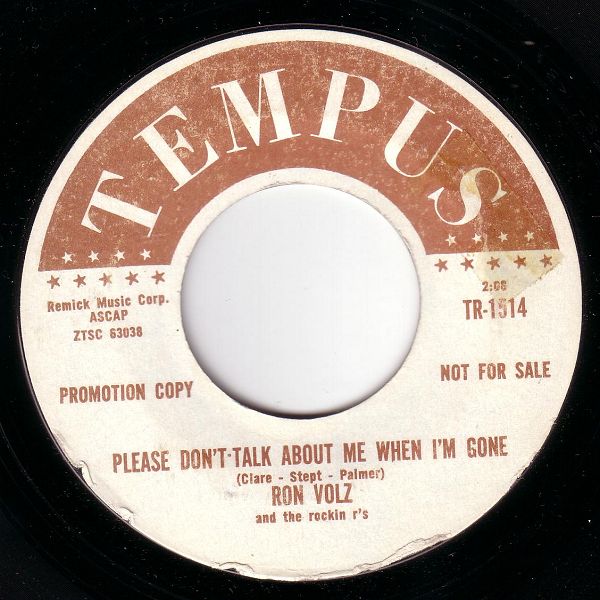 TEMPUS
Remick Music Corp.
ASCAP
ZTSC 63038
2:08
TR-1514
PROMOTION COPY
NOT FOR SALE
PLEASE DON'T TALK ABOUT ME WHEN I'M GONE
(Clare - Stept - Palmer)
RON VOLZ
and the rockin r's